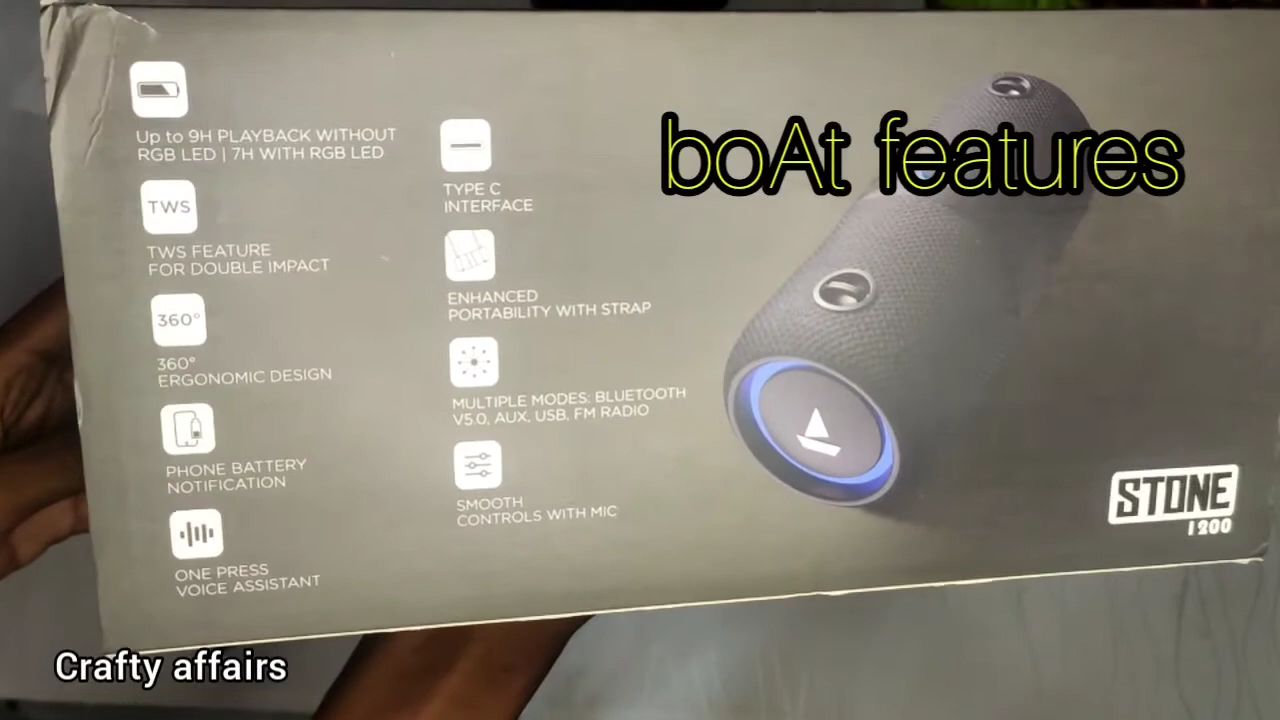 boAt features
Up to 9H PLAYBACK WITHOUT
RGB LED | 7H WITH RGB LED
TWS
TWS FEATURE
FOR DOUBLE IMPACT
360°
360°
ERGONOMIC DESIGN
PHONE BATTERY
NOTIFICATION
ONE PRESS
VOICE ASSISTANT
TYPE C
INTERFACE
ENHANCED
PORTABILITY WITH STRAP
MULTIPLE MODES: BLUETOOTH
V5.0, AUX, USB, FM RADIO
SMOOTH
CONTROLS WITH MIC
STONE
1200
Crafty affairs